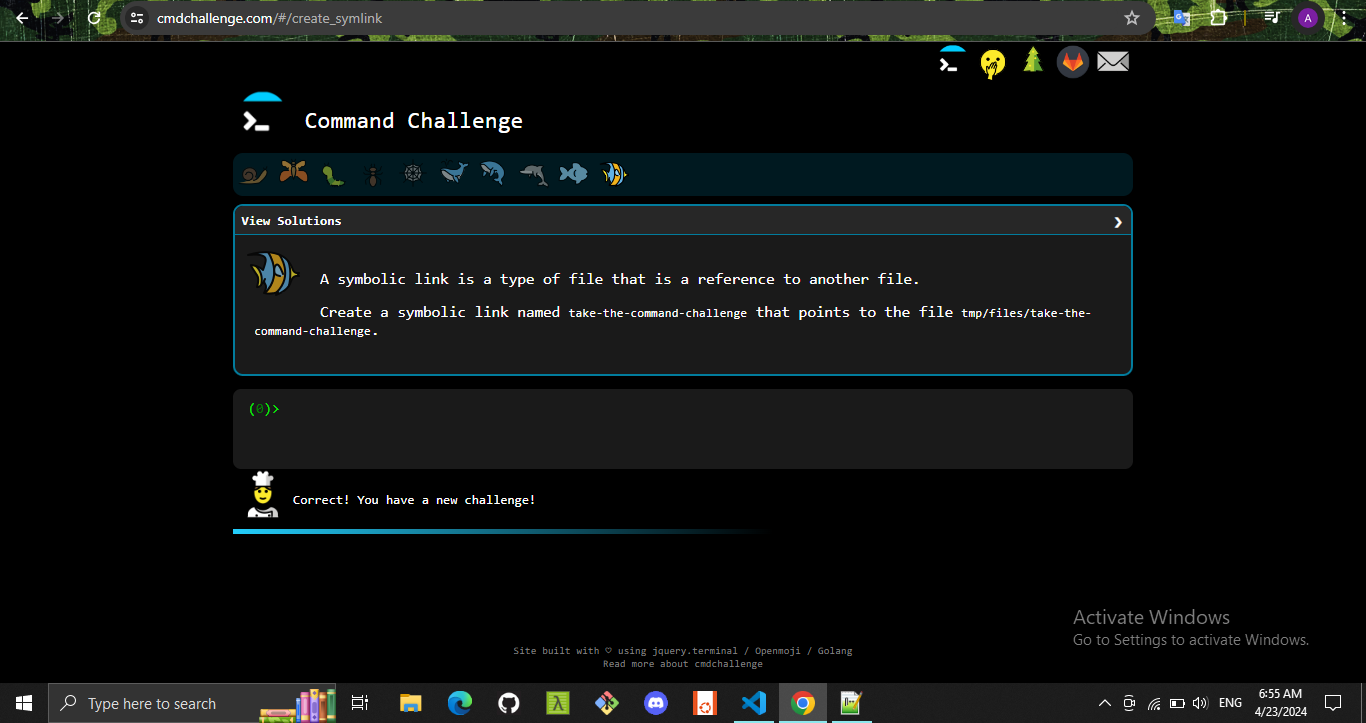 cmdchallenge.com/#/create_symlink
A
Command Challenge
View Solutions
A symbolic link is a type of file that is a reference to another file.
Create a symbolic link named take-the-command-challenge that points to the file tmp/files/take-the-
command-challenge.
(0)>
Correct! You have a new challenge!
Activate Windows
Go to Settings to activate Windows.
Site built with ♡ using jquery.terminal / Openmoji / Golang
Read more about cmdchallenge
Type here to search
ENG
6:55 AM
4/23/2024